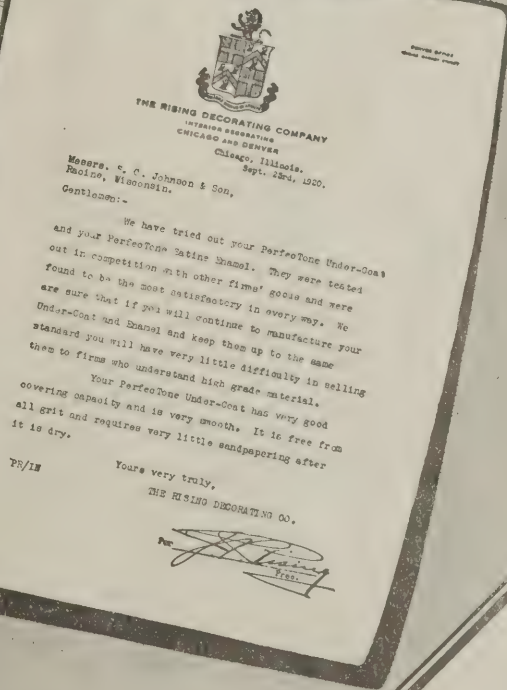 THE RISING DECORATING COMPANY
INTERIOR DECORATING
CHICAGO AND DENVER
Chicago, Illinois.
Sept. 23rd, 1920.
Messrs. S. C. Johnson & Son,
Racine, Wisconsin.
Gentlemen:-
We have tried out your PerfecTone Under-Coat
and your PerfecTone Satine Enamel. They were tested
out in competition with other firms' goods and were
found to be the most satisfactory in every way. We
are sure that if you will continue to manufacture your
Under-Coat and Enamel and keep them up to the same
standard you will have very little difficulty in selling
them to firms who understand high grade material.
Your PerfecTone Under-Coat has very good
covering capacity and is very smooth. It is free from
all grit and requires very little sandpapering after
it is dry.
Yours very truly,
THE RISING DECORATING CO.
Per
Rising
Pres.